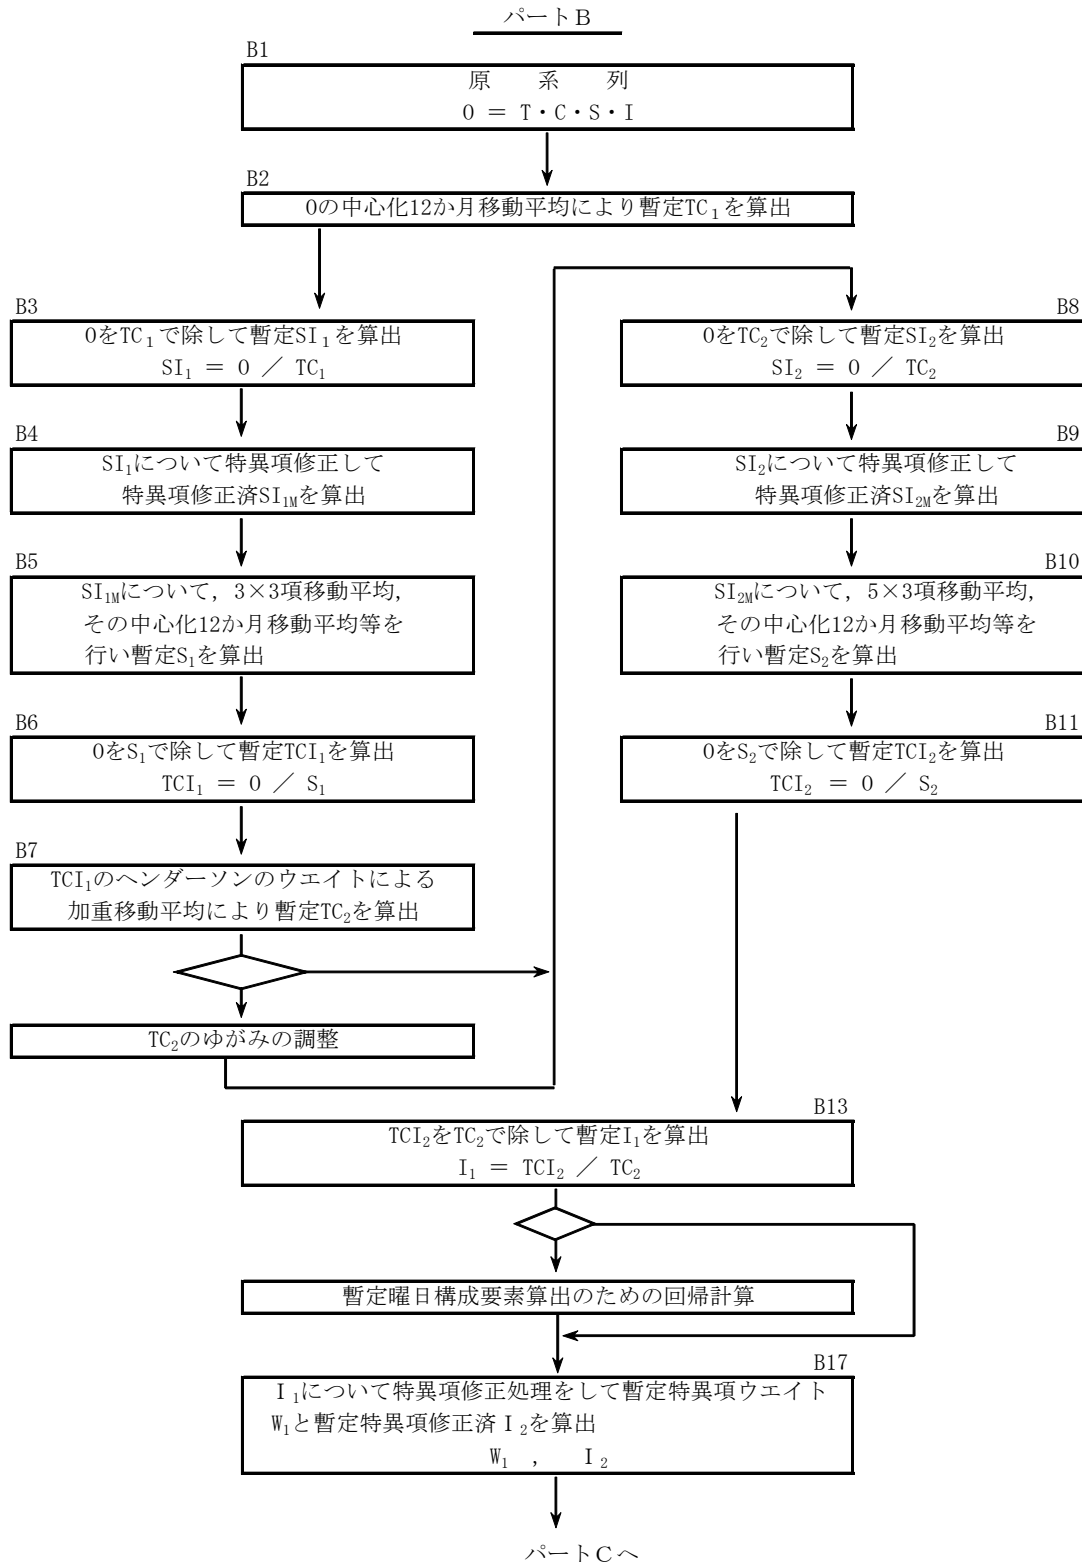 パートB
B1
原　系　列
O ＝ T・C・S・I
B2
Oの中心化12か月移動平均により暫定TC₁を算出
B3
OをTC₁で除して暫定SI₁を算出
SI₁ ＝ O ／ TC₁
B4
SI₁について特異項修正して
特異項修正済SI₁Mを算出
B5
SI₁Mについて，3×3項移動平均，
その中心化12か月移動平均等を
行い暫定S₁を算出
B6
OをS₁で除して暫定TCI₁を算出
TCI₁ ＝ O ／ S₁
B7
TCI₁のヘンダーソンのウエイトによる
加重移動平均により暫定TC₂を算出
TC₂のゆがみの調整
B8
OをTC₂で除して暫定SI₂を算出
SI₂ ＝ O ／ TC₂
B9
SI₂について特異項修正して
特異項修正済SI₂Mを算出
B10
SI₂Mについて，5×3項移動平均，
その中心化12か月移動平均等を
行い暫定S₂を算出
B11
OをS₂で除して暫定TCI₂を算出
TCI₂ ＝ O ／ S₂
B13
TCI₂をTC₂で除して暫定I₁を算出
I₁ ＝ TCI₂ ／ TC₂
暫定曜日構成要素算出のための回帰計算
B17
I₁について特異項修正処理をして暫定特異項ウエイト
W₁と暫定特異項修正済I₂を算出
W₁ ， I₂
パートCへ